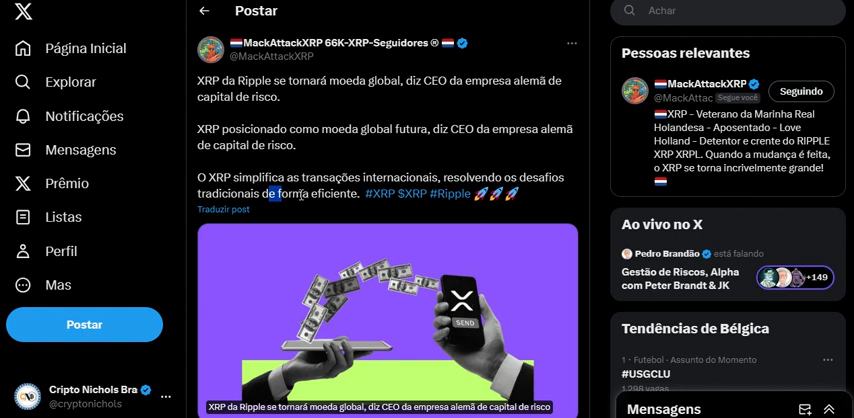 Postar
Achar
Página Inicial
Explorar
Notificações
Mensagens
Prêmio
Listas
Perfil
Mas
Postar
Cripto Nichols Bra
@cryptonichols
MackAttackXRP 66K-XRP-Seguidores ®
@MackAttackXRP
XRP da Ripple se tornará moeda global, diz CEO da empresa alemã de
capital de risco.
XRP posicionado como moeda global futura, diz CEO da empresa alemã
de capital de risco.
O XRP simplifica as transações internacionais, resolvendo os desafios
tradicionais de forma eficiente. #XRP $XRP #Ripple 🚀🚀🚀
Traduzir post
SEND
XRP da Ripple se tornará moeda global, diz CEO da empresa alemã de capital de risco
Pessoas relevantes
MackAttackXRP
@MackAttac Segue você
Seguindo
XRP - Veterano da Marinha Real
Holandesa - Aposentado - Love
Holland - Detentor e crente do RIPPLE
XRP XRPL. Quando a mudança é feita,
o XRP se torna incrivelmente grande!
Ao vivo no X
Pedro Brandão está falando
Gestão de Riscos, Alpha
com Peter Brandt & JK
+149
Tendências de Bélgica
1 · Futebol · Assunto do Momento
#USGCLU
1.298 vagas
Mensagens